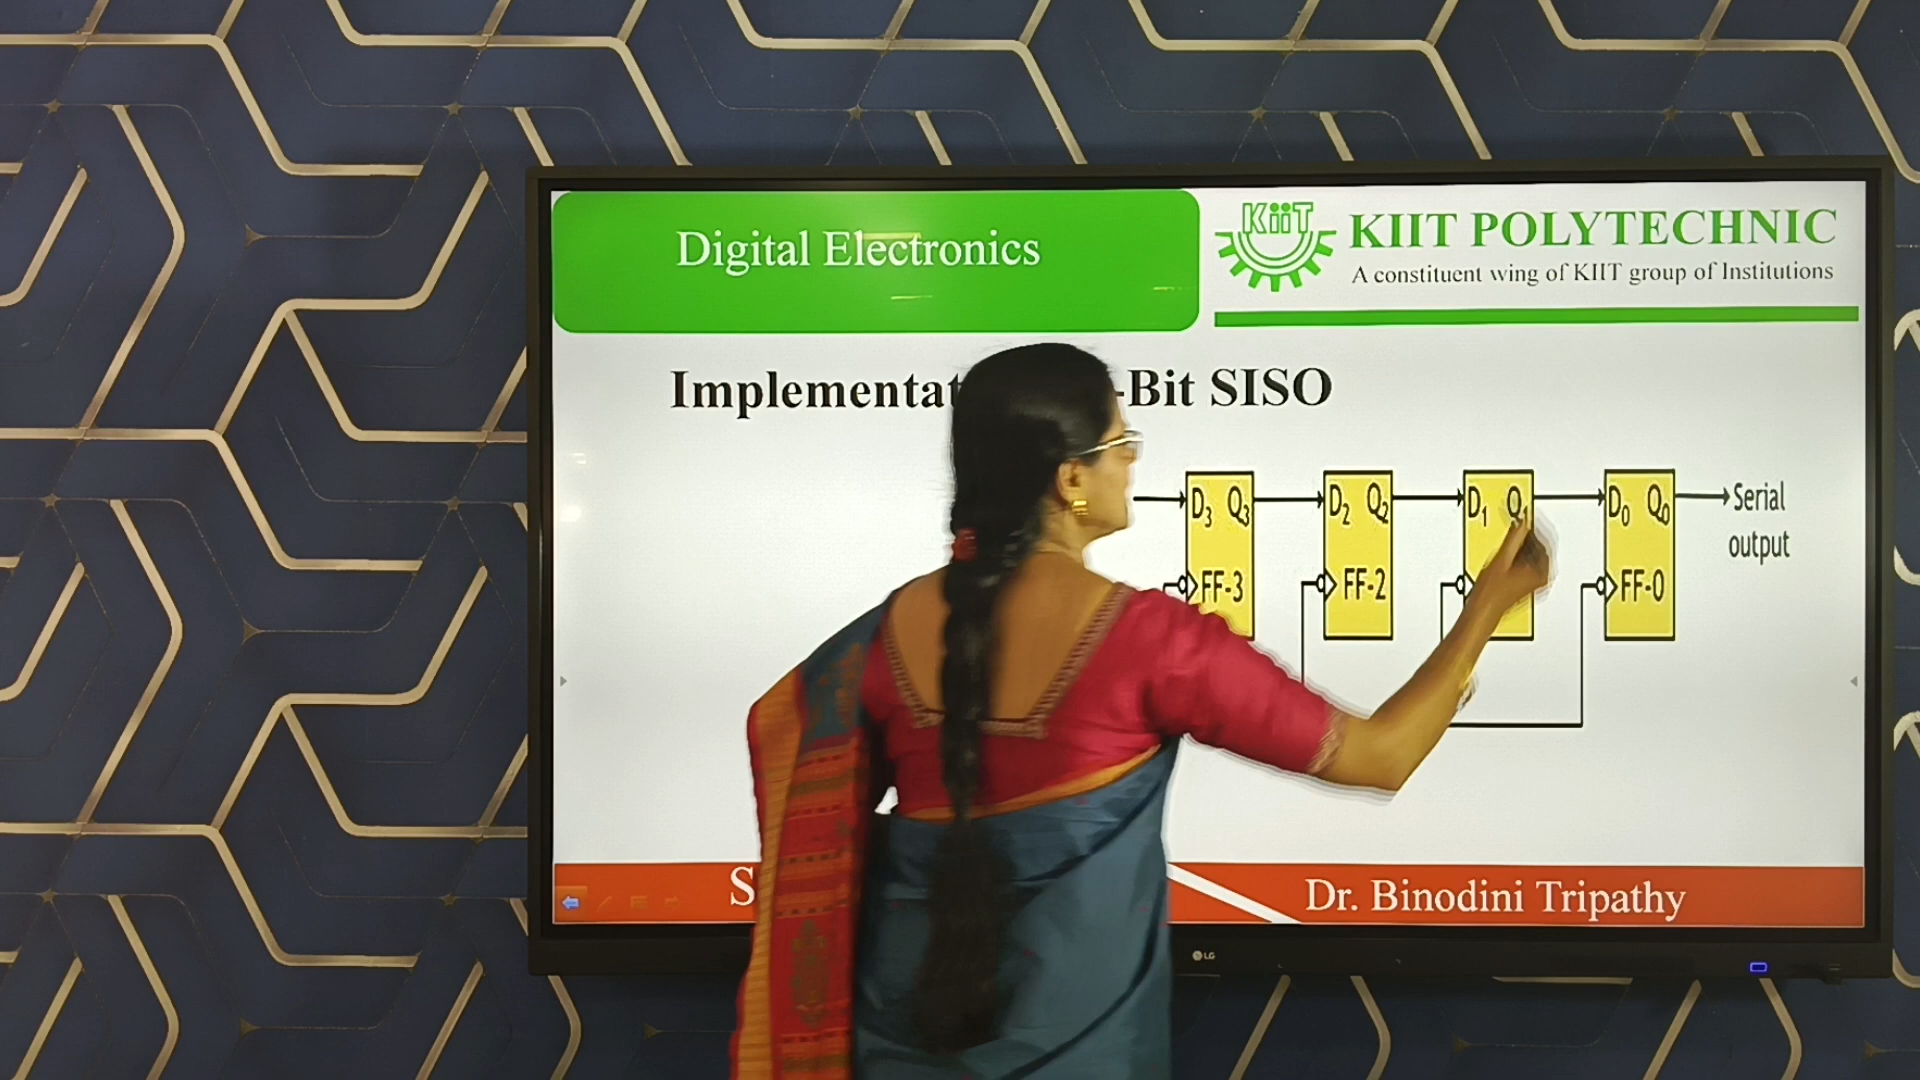 Digital Electronics
KiiT
KIIT POLYTECHNIC
A constituent wing of KIIT group of Institutions
-Bit SISO
D3 Q3 D2 Q2 D1 Q1 D0 Q0 Serial
output
FF-3 FF-2 FF-0
Dr. Binodini Tripathy
LG